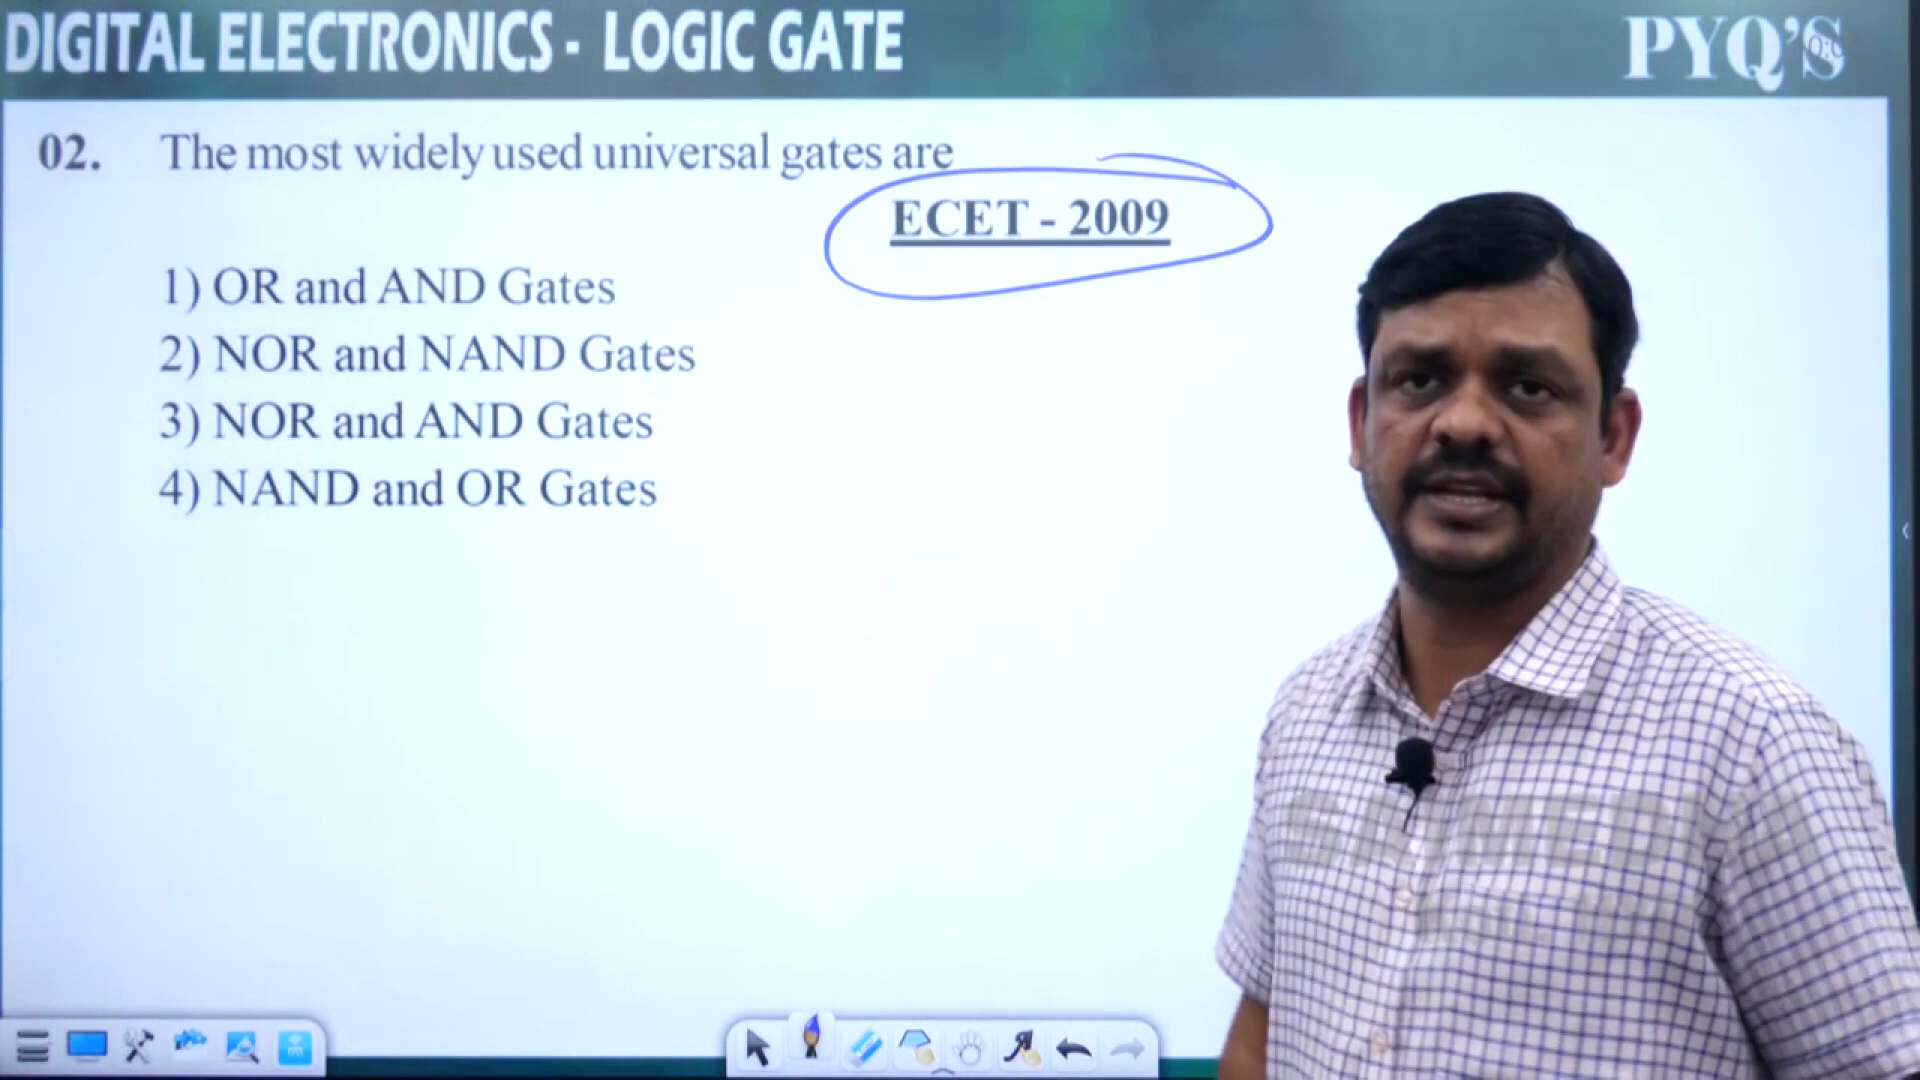 DIGITAL ELECTRONICS - LOGIC GATE
PYQ'S
02. The most widely used universal gates are
ECET - 2009
1) OR and AND Gates
2) NOR and NAND Gates
3) NOR and AND Gates
4) NAND and OR Gates